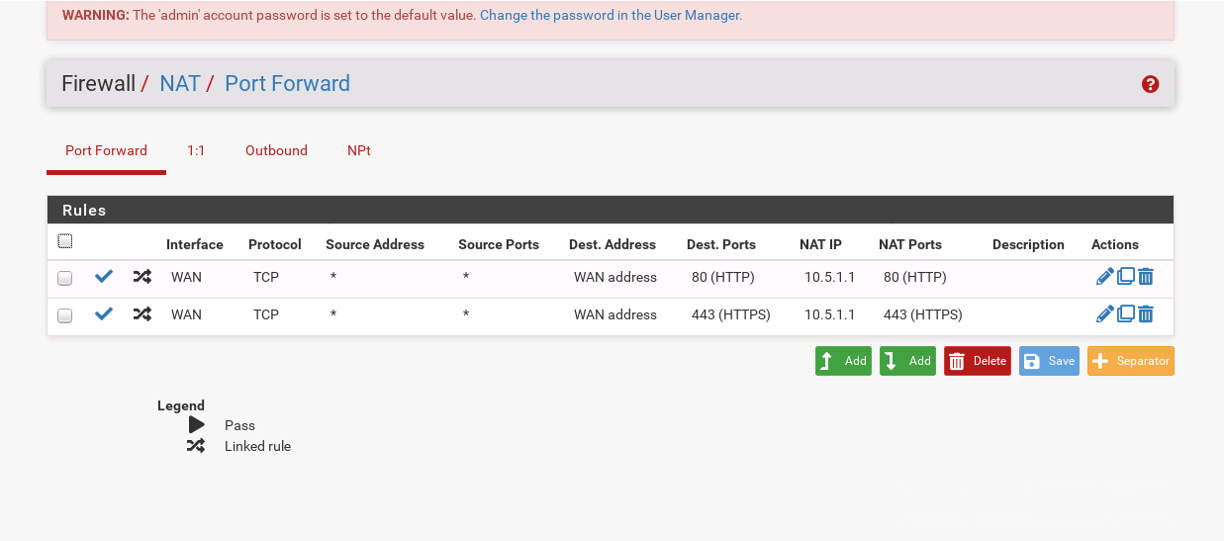 WARNING: The 'admin' account password is set to the default value. Change the password in the User Manager.
Firewall / NAT / Port Forward
Port Forward 1:1 Outbound NPt
Rules
Interface Protocol Source Address Source Ports Dest. Address Dest. Ports NAT IP NAT Ports Description Actions
WAN TCP * * WAN address 80 (HTTP) 10.5.1.1 80 (HTTP)
WAN TCP * * WAN address 443 (HTTPS) 10.5.1.1 443 (HTTPS)
Add Add Delete Save Separator
Legend
Pass
Linked rule